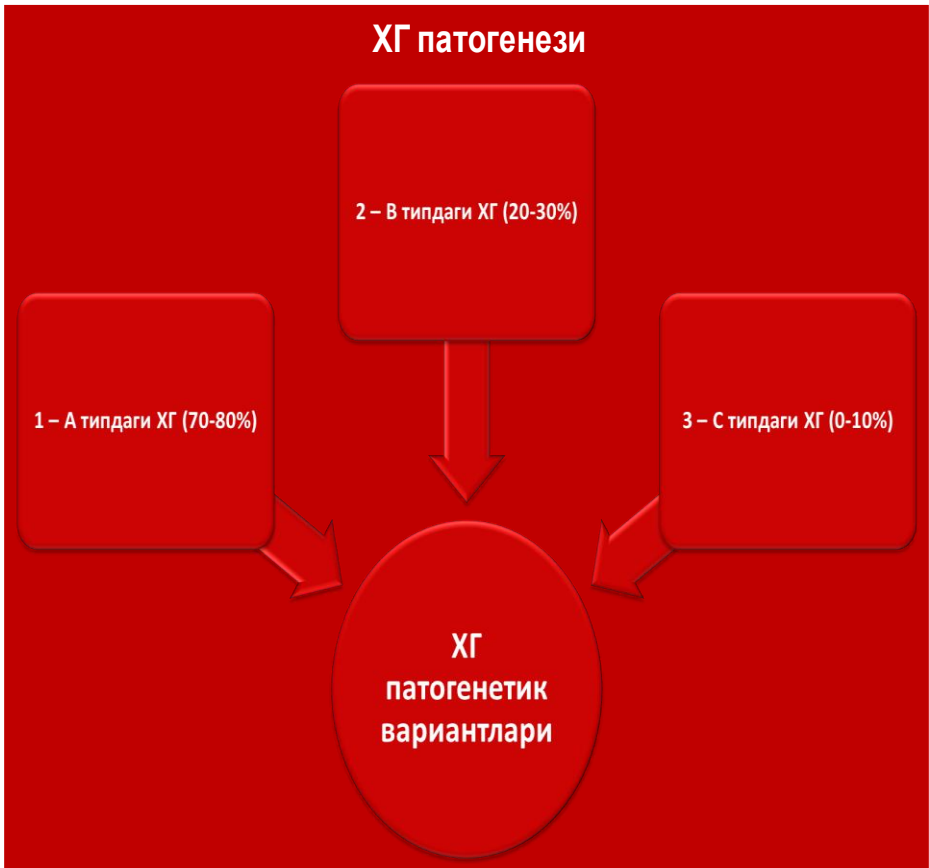 ХГ патогенези
2 – В типдаги ХГ (20-30%)
1 – А типдаги ХГ (70-80%)
3 – С типдаги ХГ (0-10%)
ХГ
патогенетик
вариантлари